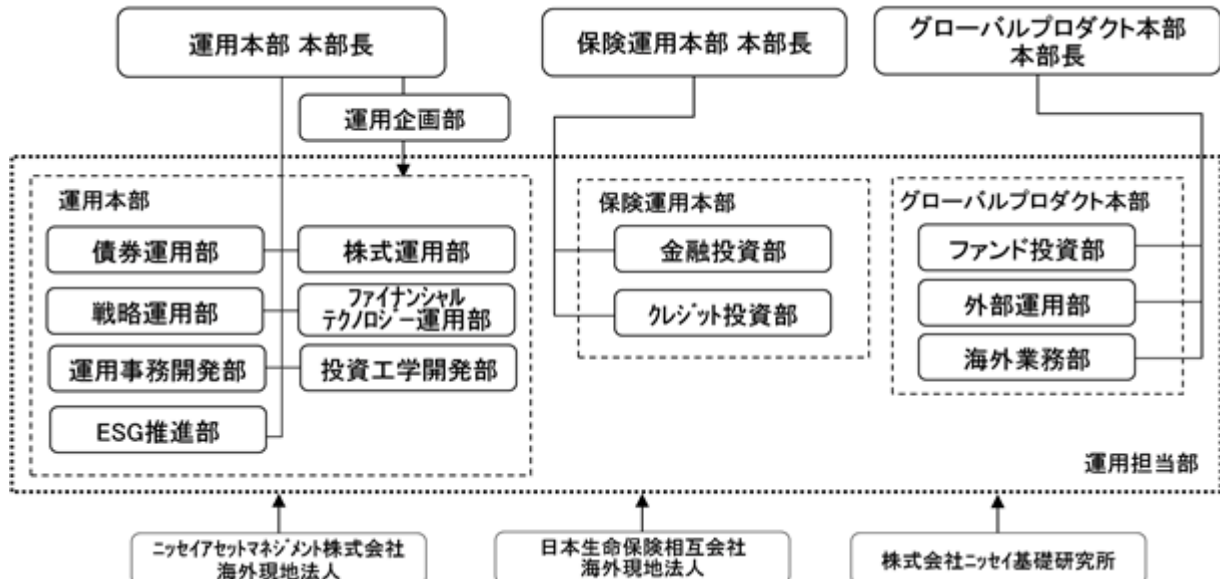 運用本部 本部長
保険運用本部 本部長
グローバルプロダクト本部
本部長
運用企画部
運用本部
債券運用部
株式運用部
戦略運用部
ファイナンシャル
テクノロジー運用部
運用事務開発部
投資工学開発部
ESG推進部
保険運用本部
金融投資部
クレジット投資部
グローバルプロダクト本部
ファンド投資部
外部運用部
海外業務部
運用担当部
ニッセイアセットマネジメント株式会社
海外現地法人
日本生命保険相互会社
海外現地法人
株式会社ニッセイ基礎研究所